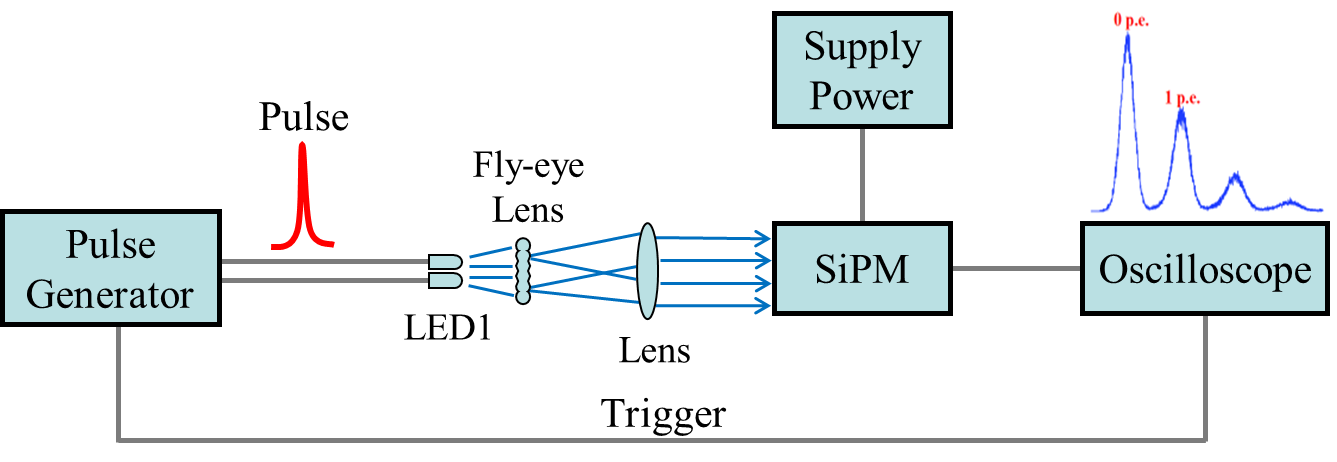 0 p.e.
Supply
Power
1 p.e.
Pulse
Fly-eye
Lens
Pulse
Generator
SiPM
Oscilloscope
LED1
Lens
Trigger